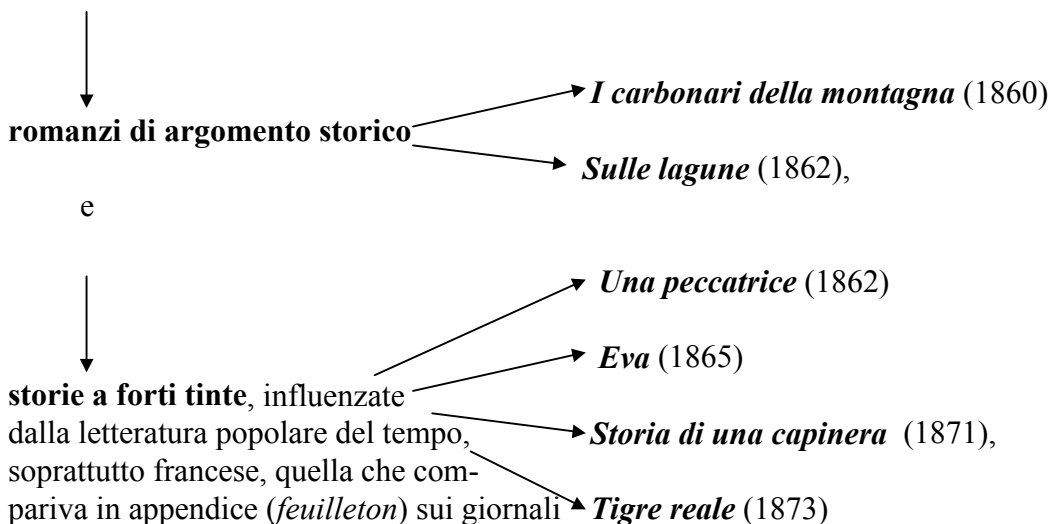 I carbonari della montagna (1860)
romanzi di argomento storico
Sulle lagune (1862),
e
Una peccatrice (1862)
Eva (1865)
storie a forti tinte, influenzate
dalla letteratura popolare del tempo,
soprattutto francese, quella che com-
pariva in appendice (feuilleton) sui giornali
Storia di una capinera (1871),
Tigre reale (1873)